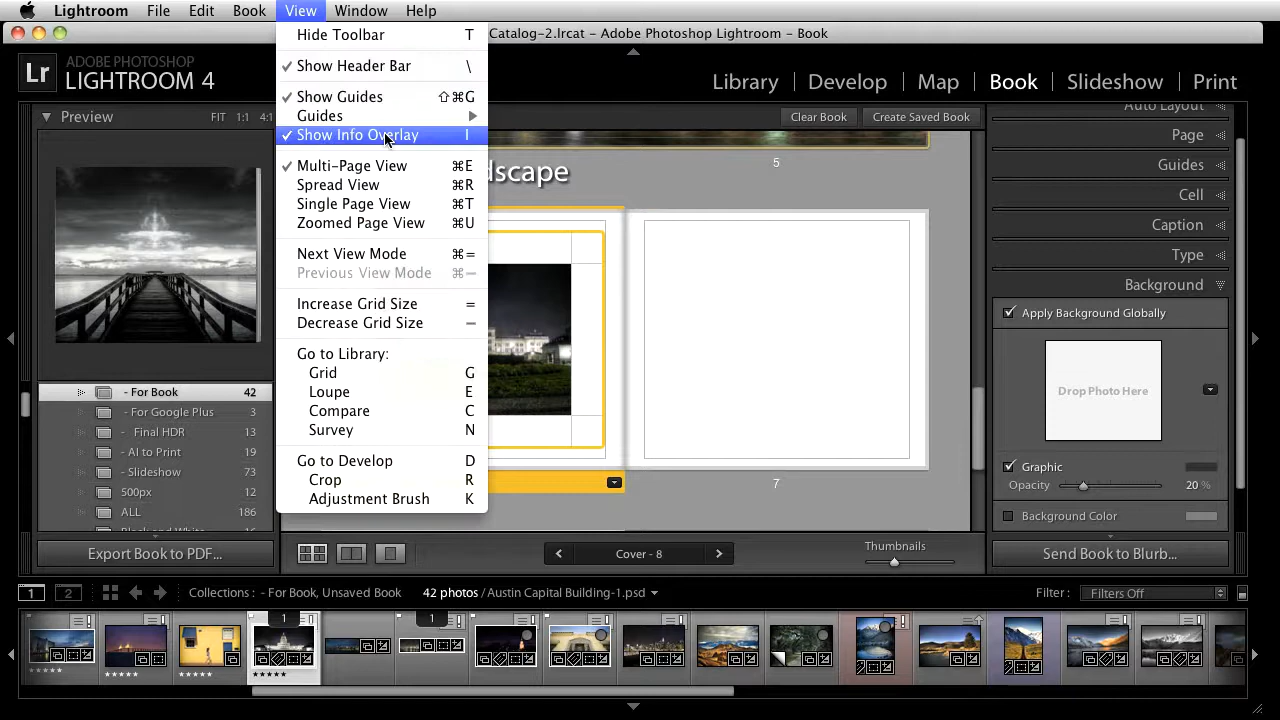 Lightroom File Edit Book View Window Help
Catalog-2.lrcat – Adobe Photoshop Lightroom – Book
Lr ADOBE PHOTOSHOP
LIGHTROOM 4
Library | Develop | Map | Book | Slideshow | Print
Preview FIT 1:1 4:1
- For Book 42
- For Google Plus 3
- Final HDR 13
- AI to Print 19
- Slideshow 73
500px 12
ALL 186
Black and White 16
Export Book to PDF...
Hide Toolbar T
✓ Show Header Bar \
✓ Show Guides ⇧⌘G
Guides ▶
✓ Show Info Overlay I
✓ Multi-Page View ⌘E
Spread View ⌘R
Single Page View ⌘T
Zoomed Page View ⌘U
Next View Mode ⌘=
Previous View Mode ⌘–
Increase Grid Size =
Decrease Grid Size –
Go to Library:
Grid G
Loupe E
Compare C
Survey N
Go to Develop D
Crop R
Adjustment Brush K
Clear Book Create Saved Book
5
dscape
7
Cover - 8
Thumbnails
Auto Layout
Page
Guides
Cell
Caption
Type
Background
Apply Background Globally
Drop Photo Here
Graphic
Opacity 20 %
Background Color
Send Book to Blurb...
1 2 Collections : - For Book, Unsaved Book 42 photos / Austin Capital Building-1.psd Filter : Filters Off
1 1